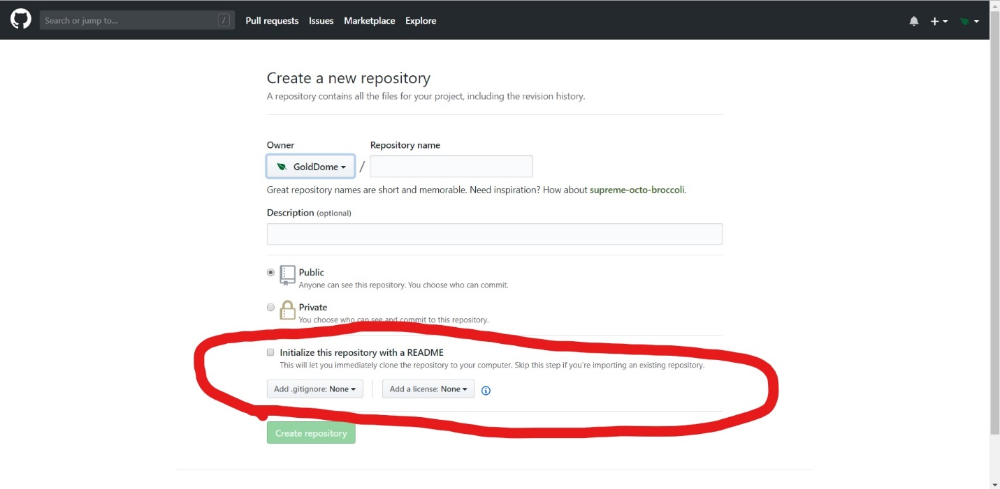 Search or jump to... /
Pull requests Issues Marketplace Explore
Create a new repository
A repository contains all the files for your project, including the revision history.
Owner Repository name
GoldDome /
Great repository names are short and memorable. Need inspiration? How about supreme-octo-broccoli.
Description (optional)
Public
Anyone can see this repository. You choose who can commit.
Private
You choose who can see and commit to this repository.
Initialize this repository with a README
This will let you immediately clone the repository to your computer. Skip this step if you're importing an existing repository.
Add .gitignore: None Add a license: None
Create repository